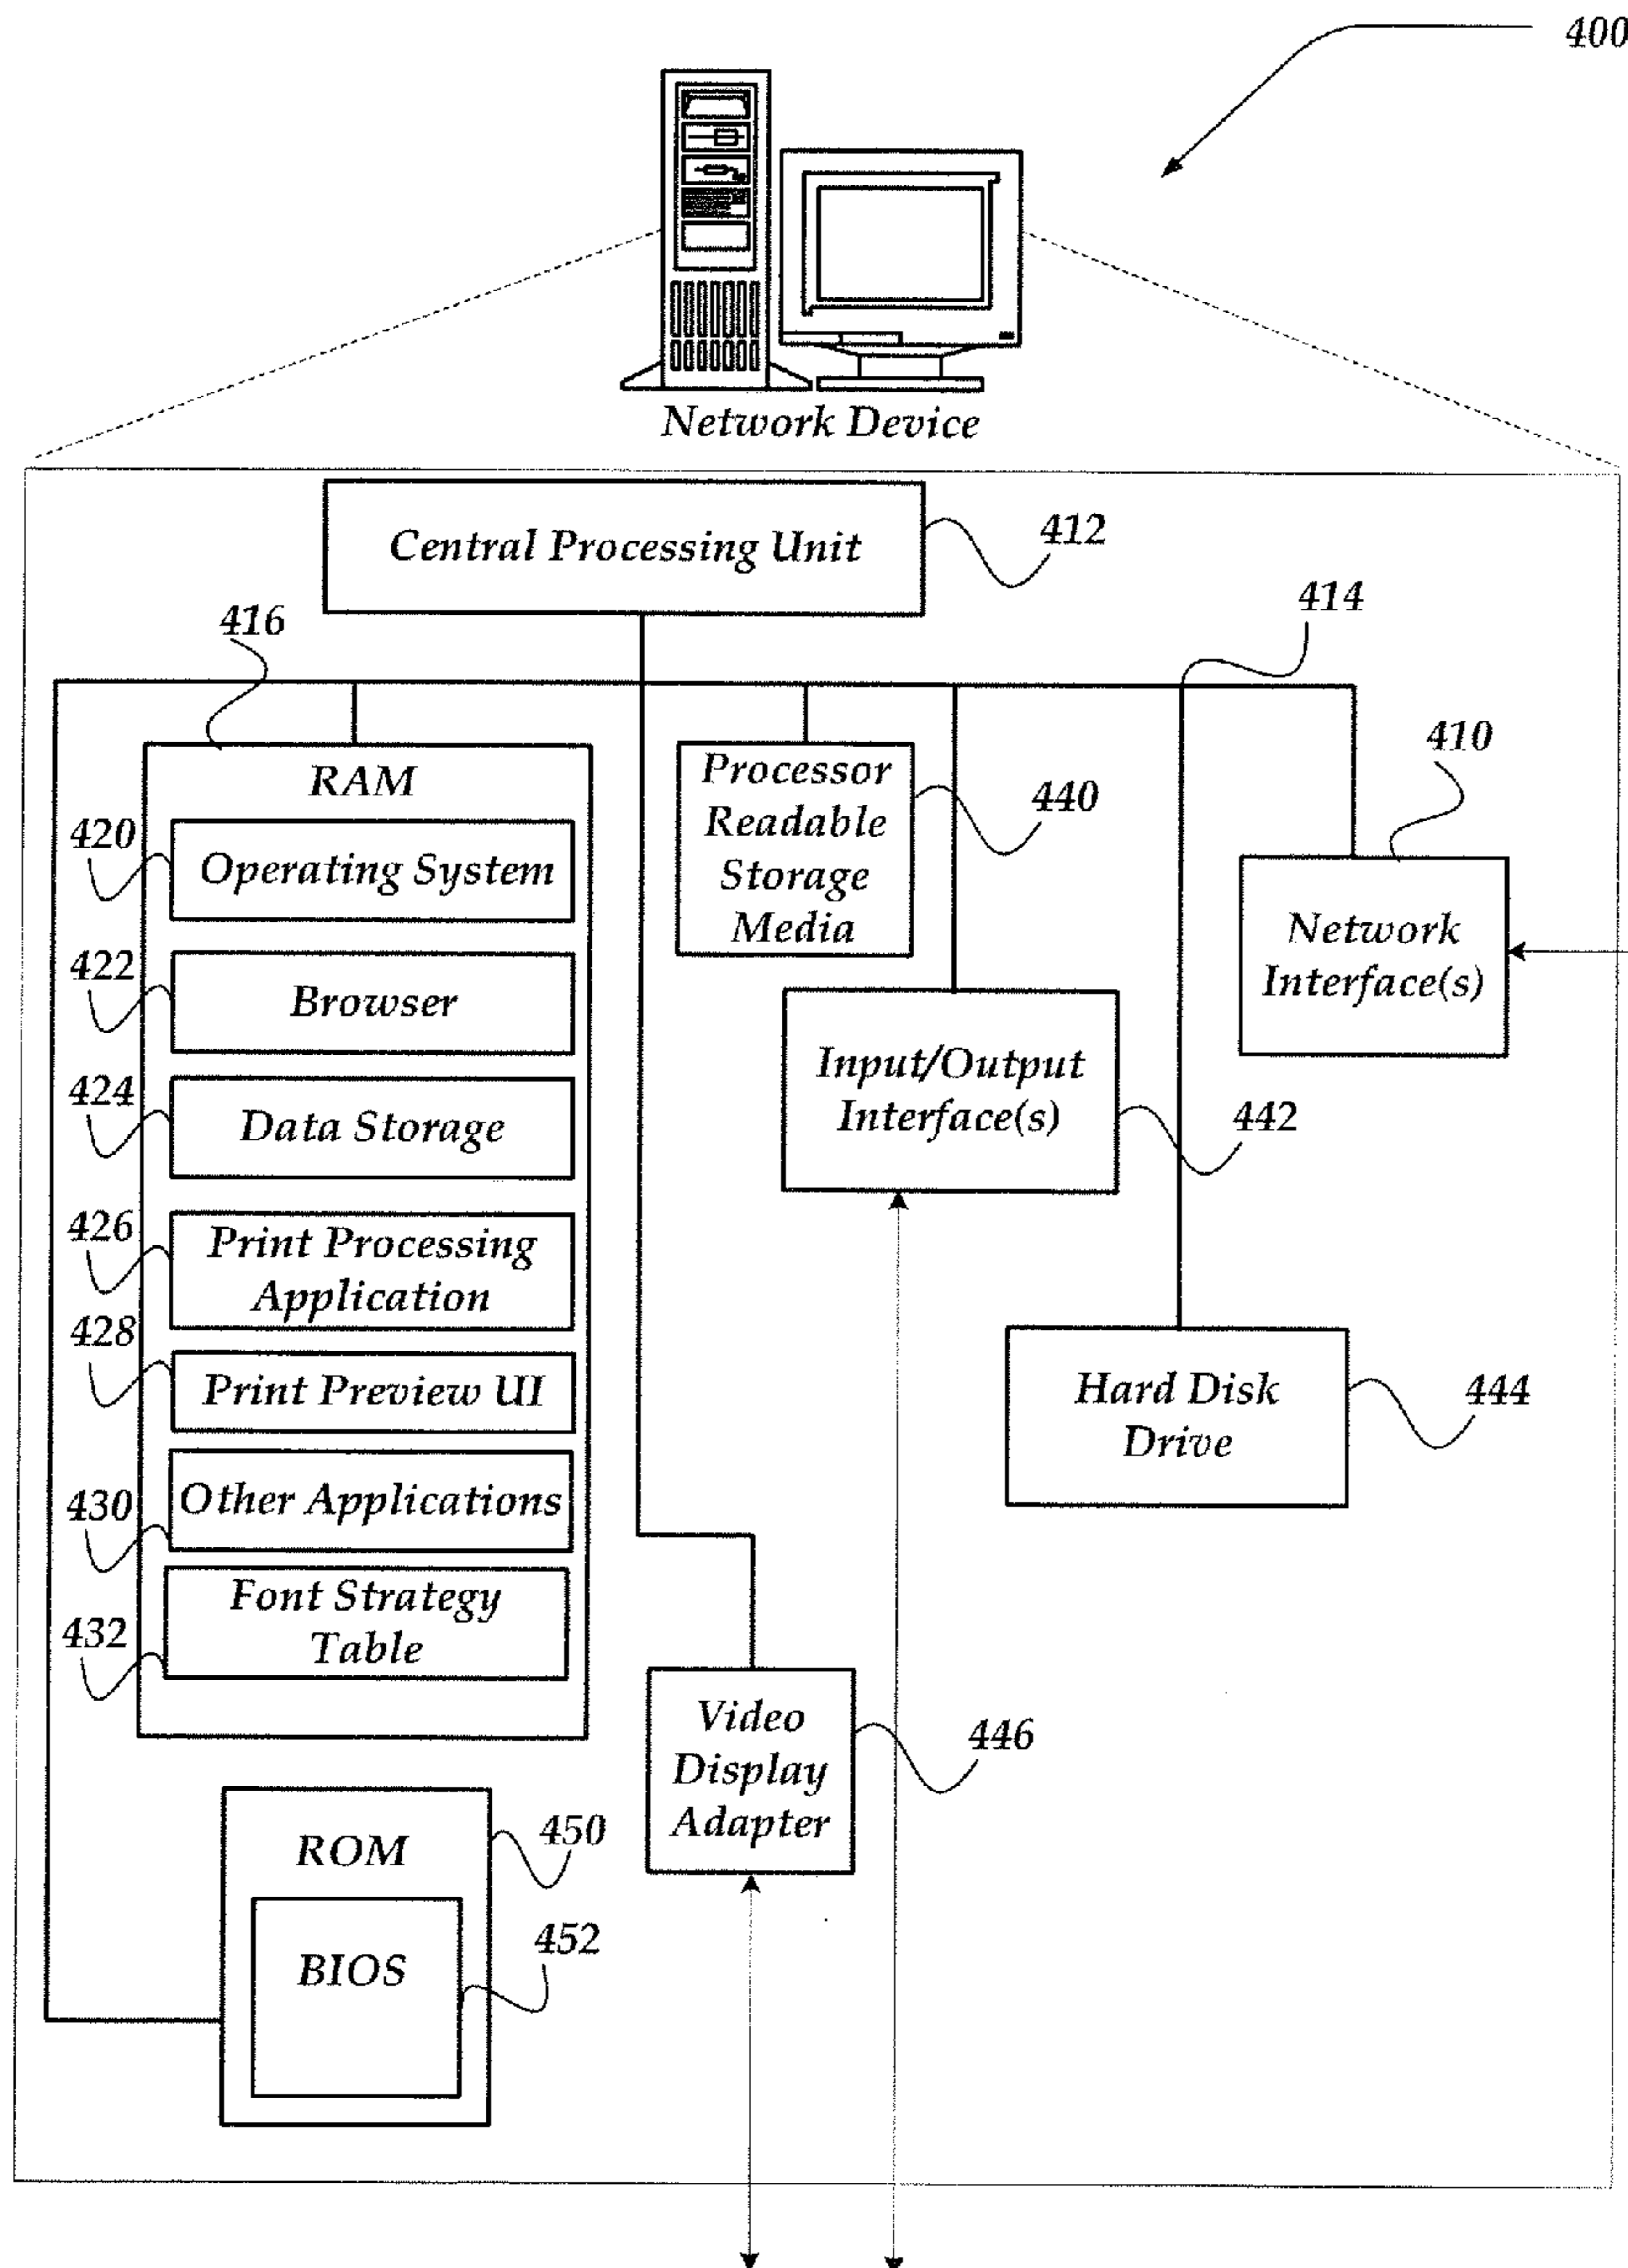 400
Network Device
Central Processing Unit
412
414
416
410
RAM
Processor
Readable
Storage
Media
440
420
Operating System
Network
Interface(s)
422
Browser
Input/Output
Interface(s)
442
424
Data Storage
426
Print Processing
Application
428
Print Preview UI
Hard Disk
Drive
444
430
Other Applications
Font Strategy
Table
432
Video
Display
Adapter
446
ROM
450
BIOS
452